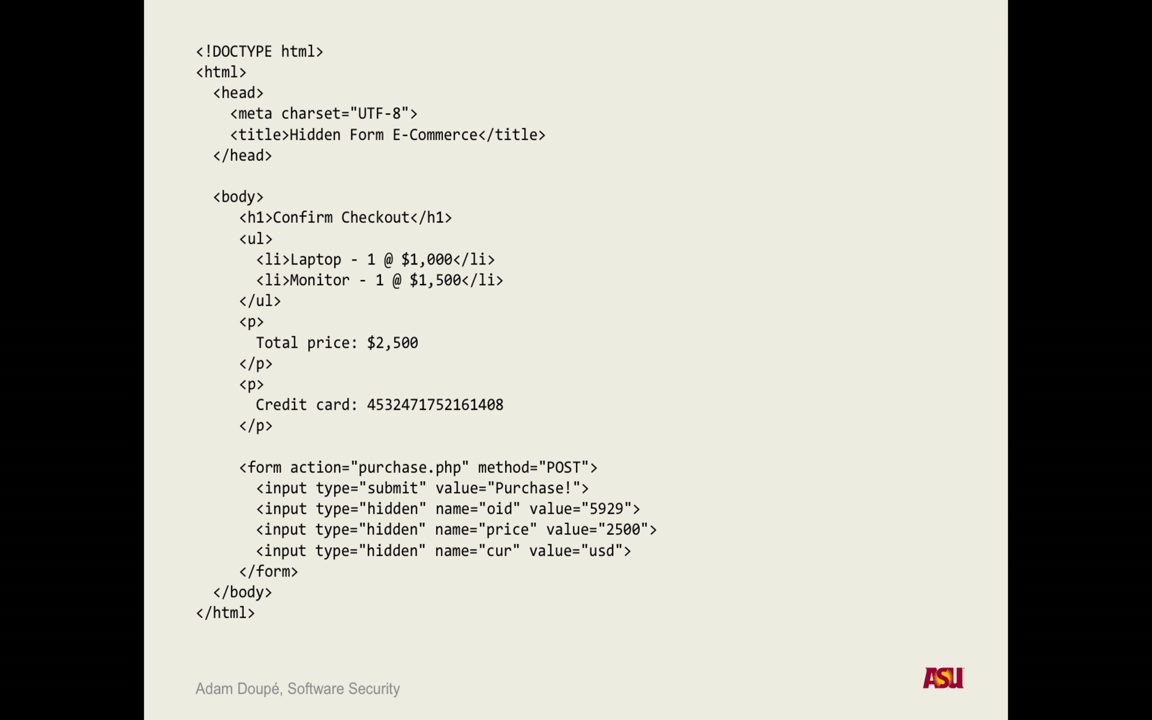 <!DOCTYPE html>
<html>
  <head>
    <meta charset="UTF-8">
    <title>Hidden Form E-Commerce</title>
  </head>
  <body>
     <h1>Confirm Checkout</h1>
     <ul>
       <li>Laptop - 1 @ $1,000</li>
       <li>Monitor - 1 @ $1,500</li>
     </ul>
     <p>
       Total price: $2,500
     </p>
     <p>
       Credit card: 4532471752161408
     </p>
     <form action="purchase.php" method="POST">
       <input type="submit" value="Purchase!">
       <input type="hidden" name="oid" value="5929">
       <input type="hidden" name="price" value="2500">
       <input type="hidden" name="cur" value="usd">
     </form>
  </body>
</html>
Adam Doupé, Software Security
ASU